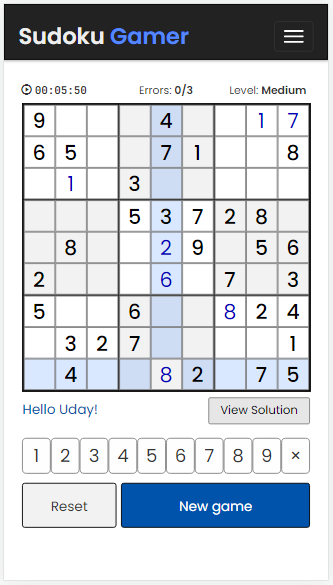 Sudoku Gamer
00:05:50 Errors: 0/3 Level: Medium
9 4 1 7
6 5 7 1 8
1 3
5 3 7 2 8
8 2 9 5 6
2 6 7 3
5 6 8 2 4
3 2 7 1
4 8 2 7 5
Hello Uday! View Solution
1 2 3 4 5 6 7 8 9 ×
Reset New game